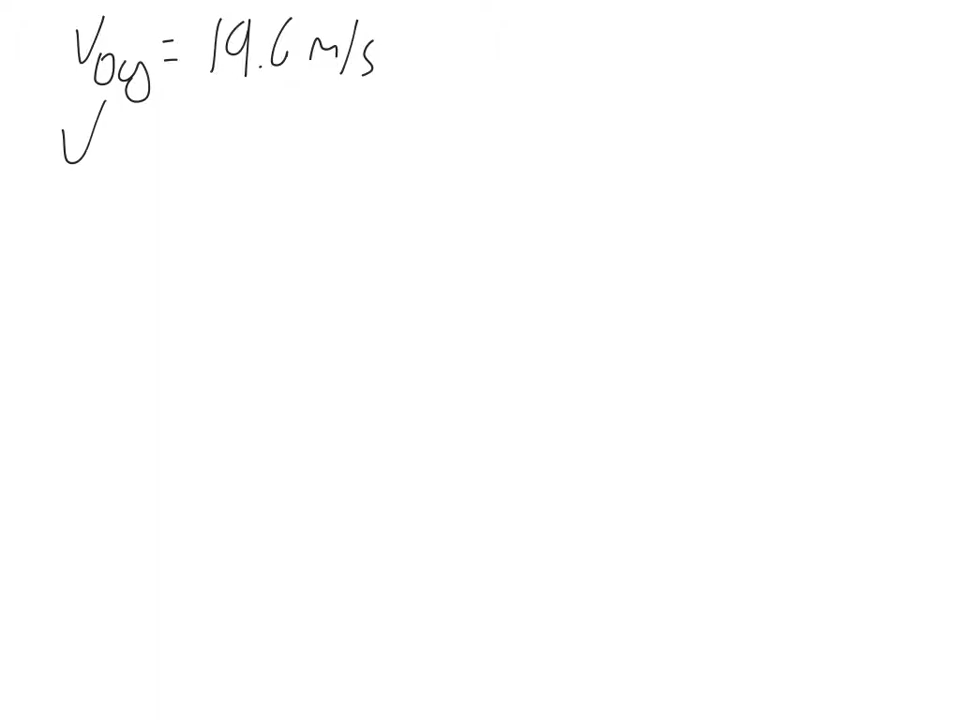 v₀y = 19.6 m/s
v